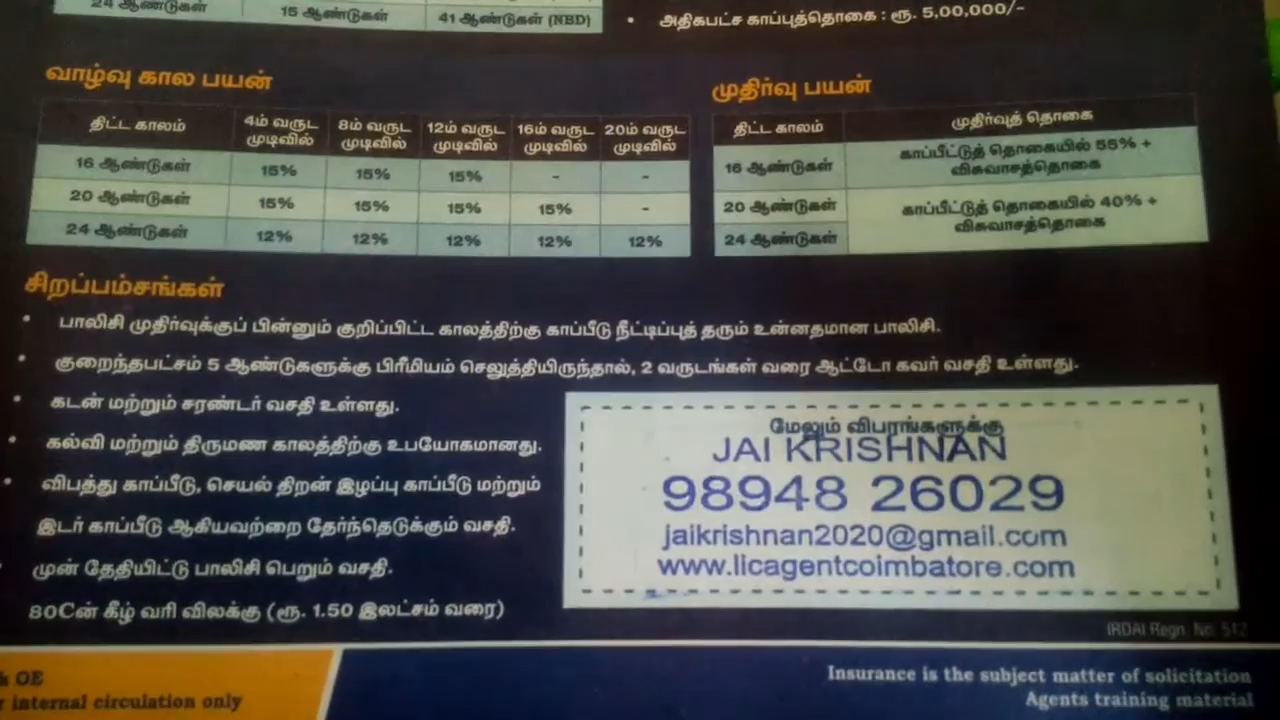 24 ஆண்டுகள் 15 ஆண்டுகள் 41 ஆண்டுகள் (NBD)
• அதிகபட்ச காப்புத்தொகை : ரூ. 5,00,000/-
வாழ்வு கால பயன்
திட்ட காலம் 4ம் வருட முடிவில் 8ம் வருட முடிவில் 12ம் வருட முடிவில் 16ம் வருட முடிவில் 20ம் வருட முடிவில்
16 ஆண்டுகள் 15% 15% 15% - -
20 ஆண்டுகள் 15% 15% 15% 15% -
24 ஆண்டுகள் 12% 12% 12% 12% 12%
முதிர்வு பயன்
திட்ட காலம் முதிர்வுத் தொகை
16 ஆண்டுகள் காப்பீட்டுத் தொகையில் 55% +
விசுவாசத்தொகை
20 ஆண்டுகள் காப்பீட்டுத் தொகையில் 40% +
விசுவாசத்தொகை
24 ஆண்டுகள்
சிறப்பம்சங்கள்
• பாலிசி முதிர்வுக்குப் பின்னும் குறிப்பிட்ட காலத்திற்கு காப்பீடு நீட்டிப்புத் தரும் உன்னதமான பாலிசி.
• குறைந்தபட்சம் 5 ஆண்டுகளுக்கு பிரீமியம் செலுத்தியிருந்தால், 2 வருடங்கள் வரை ஆட்டோ கவர் வசதி உள்ளது.
• கடன் மற்றும் சரண்டர் வசதி உள்ளது.
• கல்வி மற்றும் திருமண காலத்திற்கு உபயோகமானது.
• விபத்து காப்பீடு, செயல் திறன் இழப்பு காப்பீடு மற்றும்
இடர் காப்பீடு ஆகியவற்றை தேர்ந்தெடுக்கும் வசதி.
முன் தேதியிட்டு பாலிசி பெறும் வசதி.
80Cன் கீழ் வரி விலக்கு (ரூ. 1.50 இலட்சம் வரை)
மேலும் விபரங்களுக்கு
JAI KRISHNAN
98948 26029
jaikrishnan2020@gmail.com
www.licagentcoimbatore.com
IRDAI Regn. No. 512
OE
internal circulation only
Insurance is the subject matter of solicitation
Agents training material